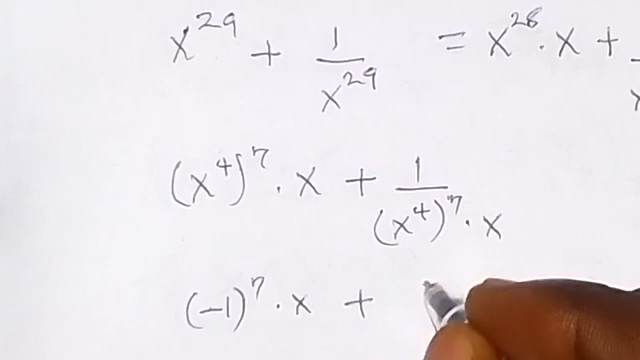 x^29 + 1/x^29 = x^28 · x +
(x^4)^7 · x + 1/((x^4)^7 · x)
(-1)^7 · x +